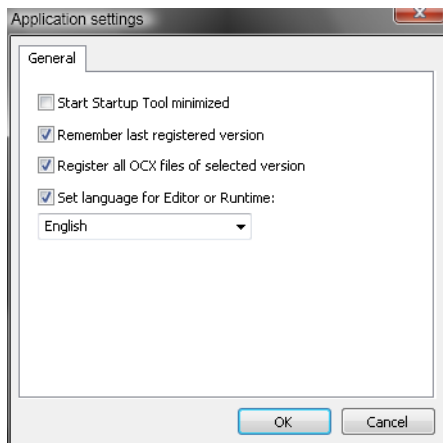 Application settings
General
Start Startup Tool minimized
Remember last registered version
Register all OCX files of selected version
Set language for Editor or Runtime:
English
OK Cancel